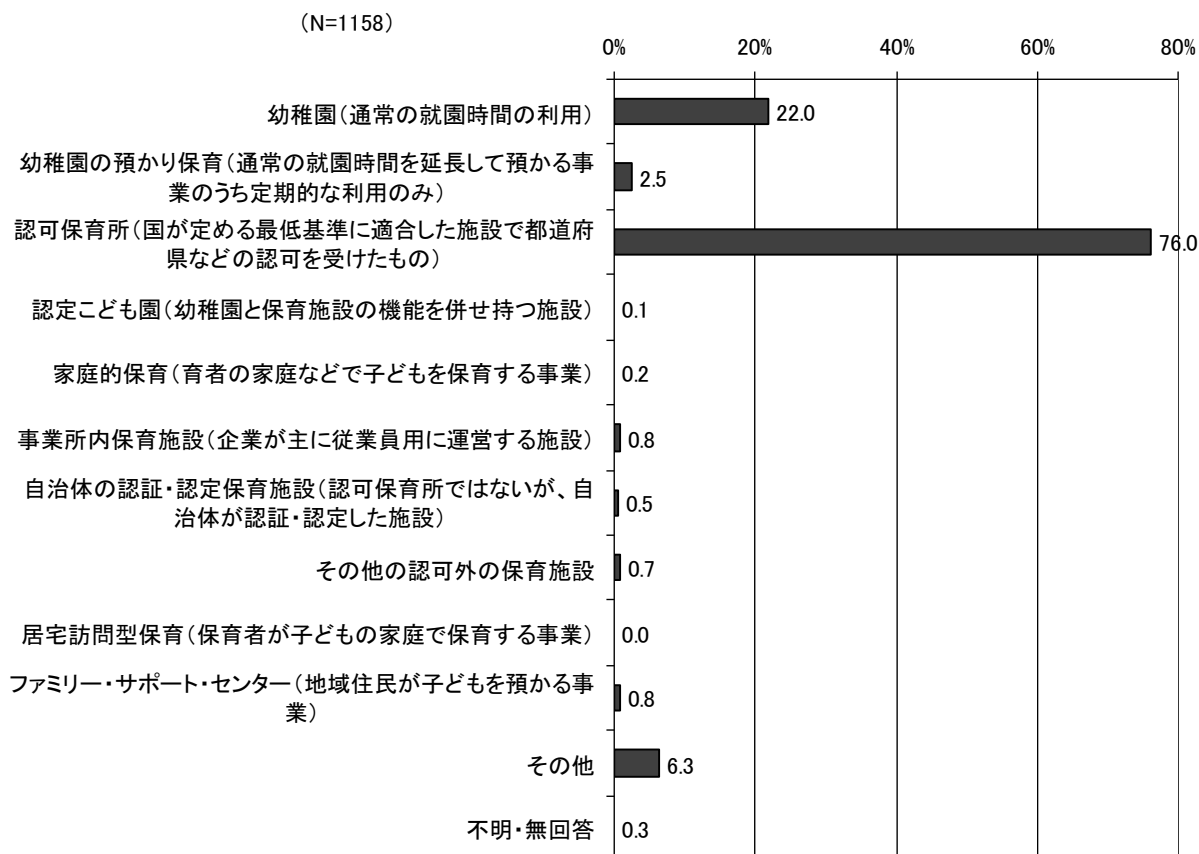 （N=1158）
0%
20%
40%
60%
80%
幼稚園（通常の就園時間の利用）
22.0
幼稚園の預かり保育（通常の就園時間を延長して預かる事
業のうち定期的な利用のみ）
2.5
認可保育所（国が定める最低基準に適合した施設で都道府
県などの認可を受けたもの）
76.0
認定こども園（幼稚園と保育施設の機能を併せ持つ施設）
0.1
家庭的保育（育者の家庭などで子どもを保育する事業）
0.2
事業所内保育施設（企業が主に従業員用に運営する施設）
0.8
自治体の認証・認定保育施設（認可保育所ではないが、自
治体が認証・認定した施設）
0.5
その他の認可外の保育施設
0.7
居宅訪問型保育（保育者が子どもの家庭で保育する事業）
0.0
ファミリー・サポート・センター（地域住民が子どもを預かる事
業）
0.8
その他
6.3
不明・無回答
0.3